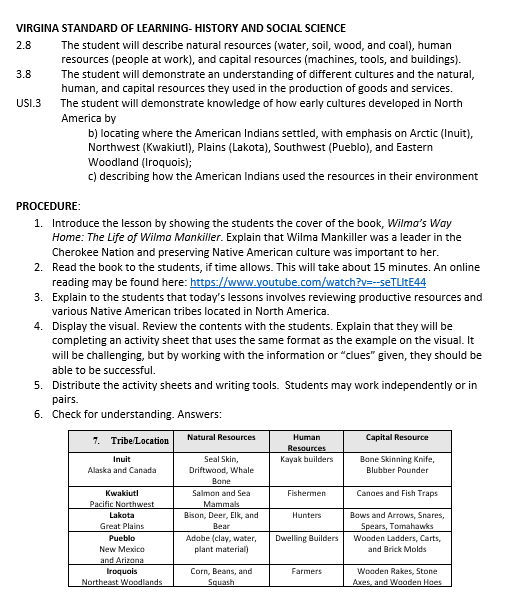 VIRGINA STANDARD OF LEARNING- HISTORY AND SOCIAL SCIENCE
2.8 The student will describe natural resources (water, soil, wood, and coal), human
resources (people at work), and capital resources (machines, tools, and buildings).
3.8 The student will demonstrate an understanding of different cultures and the natural,
human, and capital resources they used in the production of goods and services.
USI.3 The student will demonstrate knowledge of how early cultures developed in North
America by
b) locating where the American Indians settled, with emphasis on Arctic (Inuit),
Northwest (Kwakiutl), Plains (Lakota), Southwest (Pueblo), and Eastern
Woodland (Iroquois);
c) describing how the American Indians used the resources in their environment
PROCEDURE:
1. Introduce the lesson by showing the students the cover of the book, Wilma's Way
Home: The Life of Wilma Mankiller. Explain that Wilma Mankiller was a leader in the
Cherokee Nation and preserving Native American culture was important to her.
2. Read the book to the students, if time allows. This will take about 15 minutes. An online
reading may be found here: https://www.youtube.com/watch?v=--seTLltE44
3. Explain to the students that today's lessons involves reviewing productive resources and
various Native American tribes located in North America.
4. Display the visual. Review the contents with the students. Explain that they will be
completing an activity sheet that uses the same format as the example on the visual. It
will be challenging, but by working with the information or "clues" given, they should be
able to be successful.
5. Distribute the activity sheets and writing tools. Students may work independently or in
pairs.
6. Check for understanding. Answers:
7. Tribe/Location Natural Resources Human Capital Resource
Resources
Inuit Seal Skin, Kayak builders Bone Skinning Knife,
Alaska and Canada Driftwood, Whale Blubber Pounder
Bone
Kwakiutl Salmon and Sea Fishermen Canoes and Fish Traps
Pacific Northwest Mammals
Lakota Bison, Deer, Elk, and Hunters Bows and Arrows, Snares,
Great Plains Bear Spears, Tomahawks
Pueblo Adobe (clay, water, Dwelling Builders Wooden Ladders, Carts,
New Mexico plant material) and Brick Molds
and Arizona
Iroquois Corn, Beans, and Farmers Wooden Rakes, Stone
Northeast Woodlands Squash Axes, and Wooden Hoes